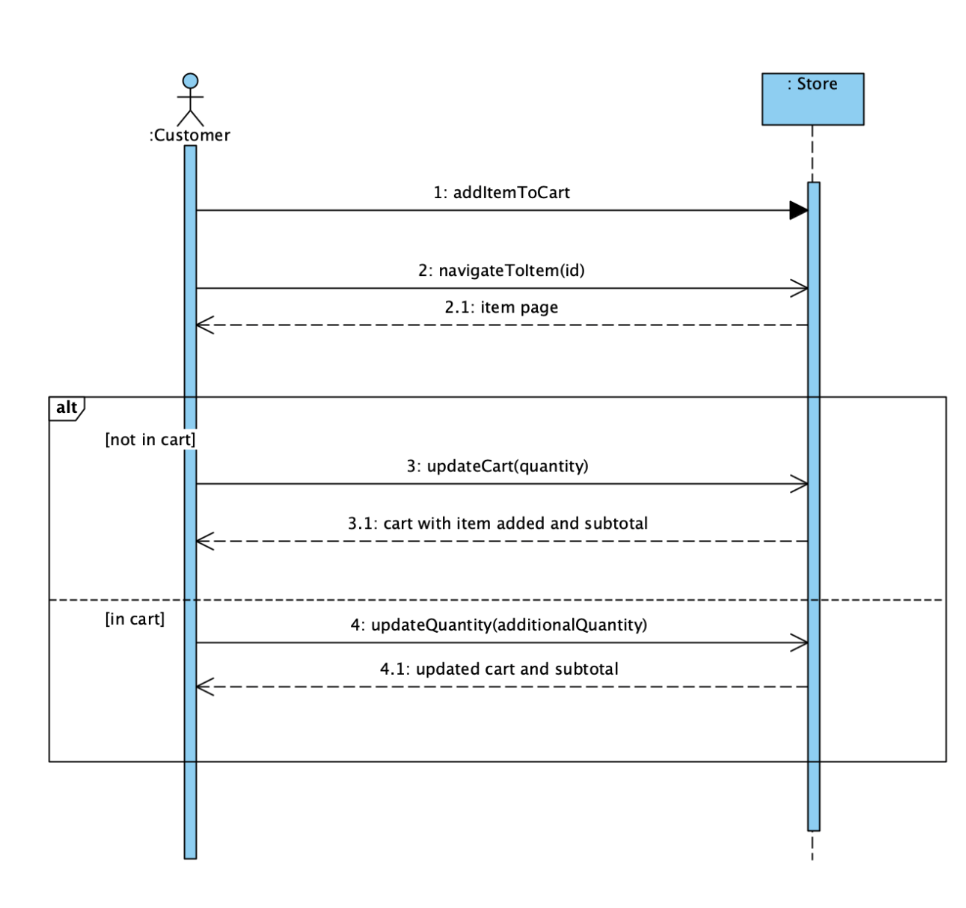 : Store
:Customer
1: addItemToCart
2: navigateToItem(id)
2.1: item page
alt
[not in cart]
3: updateCart(quantity)
3.1: cart with item added and subtotal
[in cart]
4: updateQuantity(additionalQuantity)
4.1: updated cart and subtotal